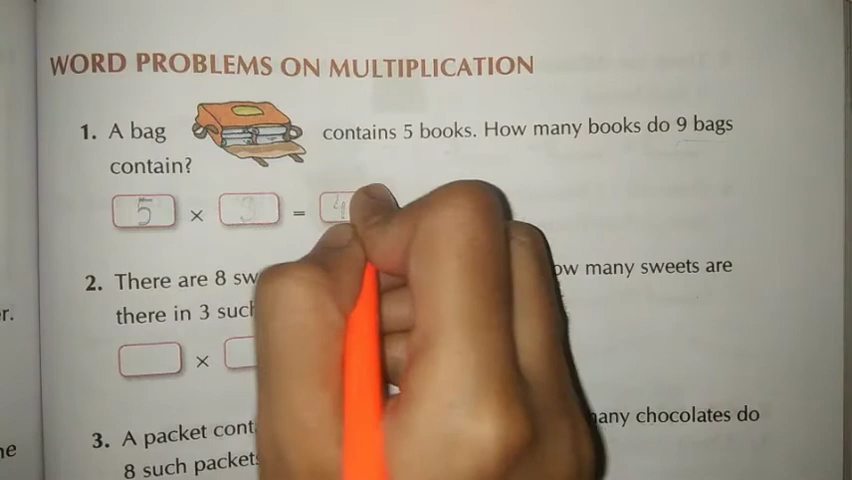 WORD PROBLEMS ON MULTIPLICATION
1. A bag contains 5 books. How many books do 9 bags
contain?
5 × = 4
2. There are 8 sw ow many sweets are
there in 3 such
×
3. A packet cont any chocolates do
8 such packets
r.